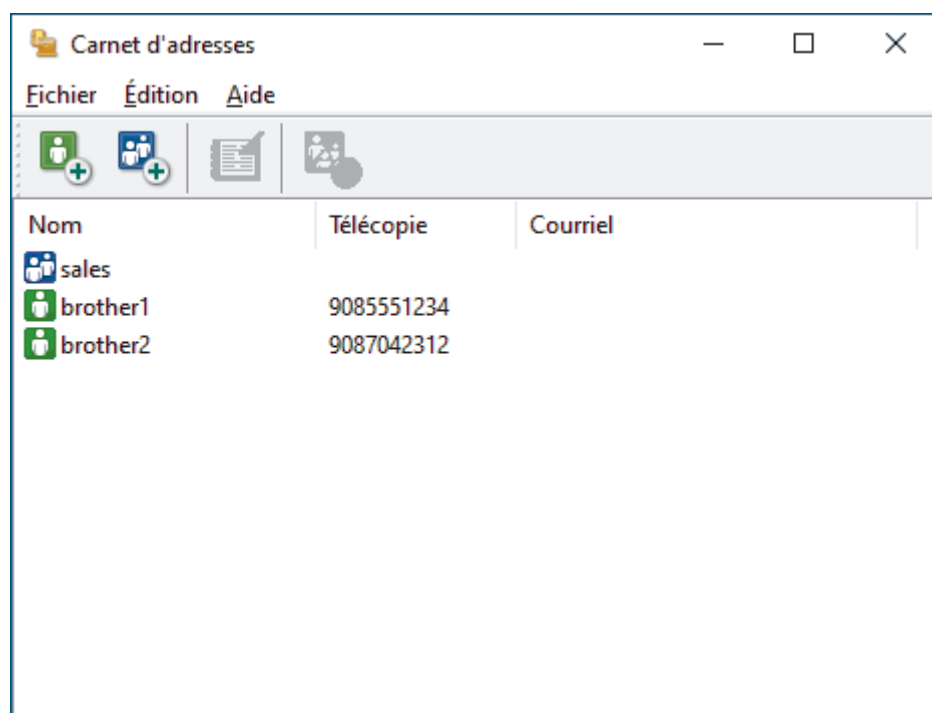 Carnet d'adresses
Fichier Édition Aide
Nom Télécopie Courriel
sales
brother1 9085551234
brother2 9087042312